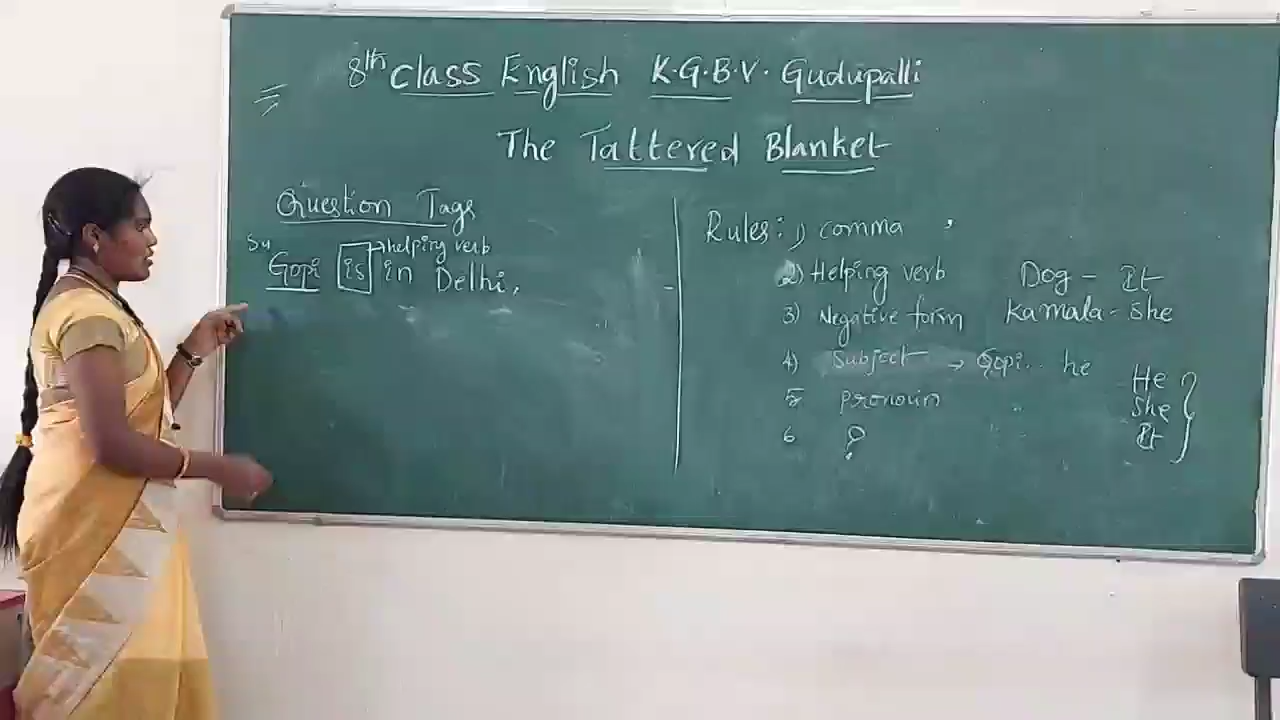 8th Class English K.G.B.V. Gudupalli
The Tattered Blanket
Question Tags
Su
→helping verb
Gopi is in Delhi,
Rules: 1) comma ,
2) Helping verb Dog - It
3) Negative form Kamala - She
4) Subject → Gopi.. he
He
5 pronoun She
6 ? It